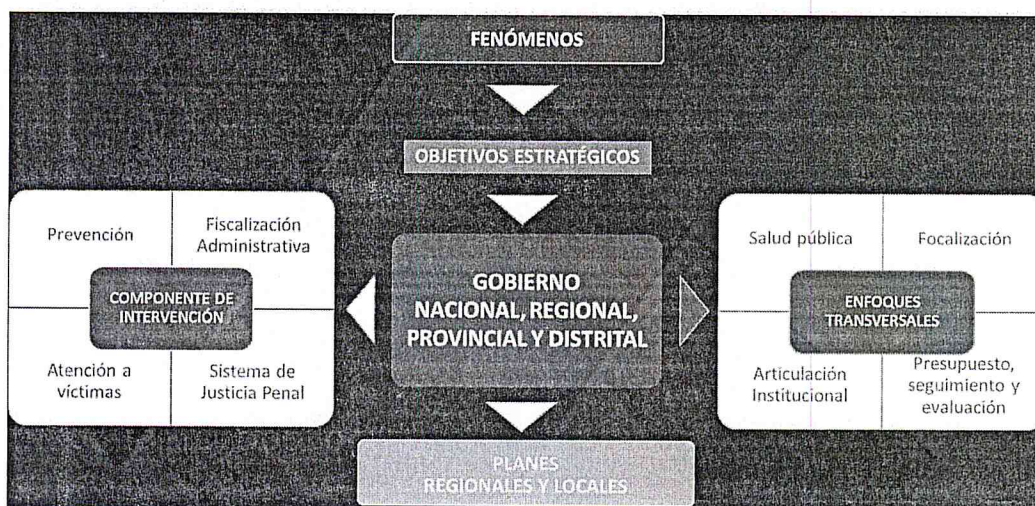 FENÓMENOS
OBJETIVOS ESTRATÉGICOS
Prevención
Fiscalización
Administrativa
COMPONENTE DE
INTERVENCIÓN
Atención a
víctimas
Sistema de
Justicia Penal
GOBIERNO
NACIONAL, REGIONAL,
PROVINCIAL Y DISTRITAL
Salud pública
Focalización
ENFOQUES
TRANSVERSALES
Articulación
Institucional
Presupuesto,
seguimiento y
evaluación
PLANES
REGIONALES Y LOCALES